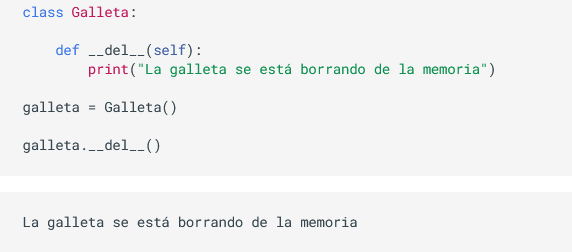 class Galleta:
def __del__(self):
print("La galleta se está borrando de la memoria")
galleta = Galleta()
galleta.__del__()
La galleta se está borrando de la memoria